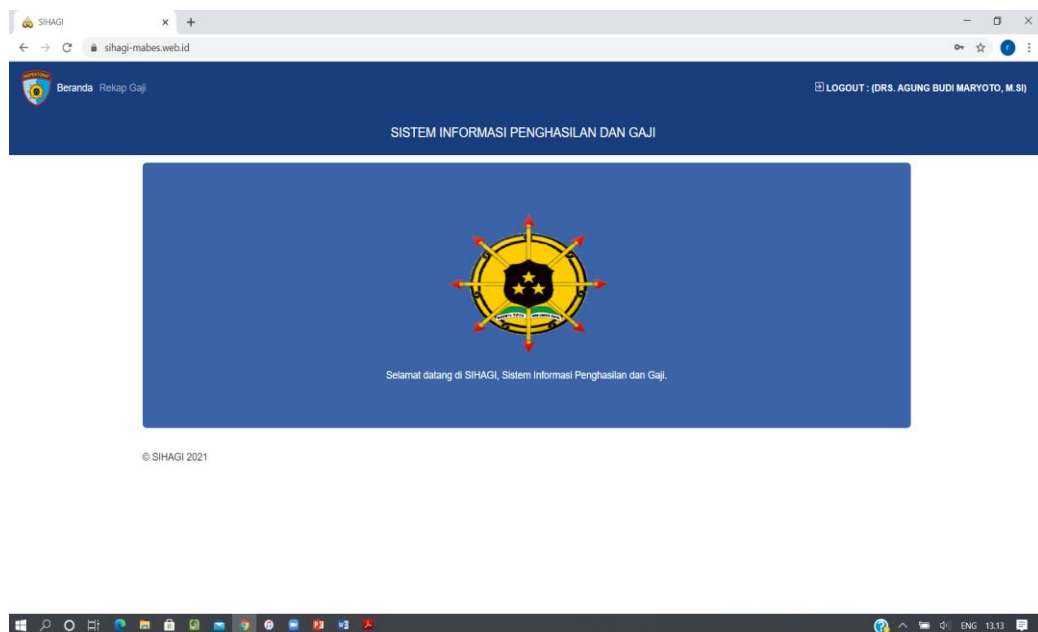 SIHAGI
sihagi-mabes.web.id
Beranda Rekap Gaji
LOGOUT : (DRS. AGUNG BUDI MARYOTO, M.SI)
SISTEM INFORMASI PENGHASILAN DAN GAJI
Selamat datang di SIHAGI, Sistem Informasi Penghasilan dan Gaji.
© SIHAGI 2021
ENG 13.13